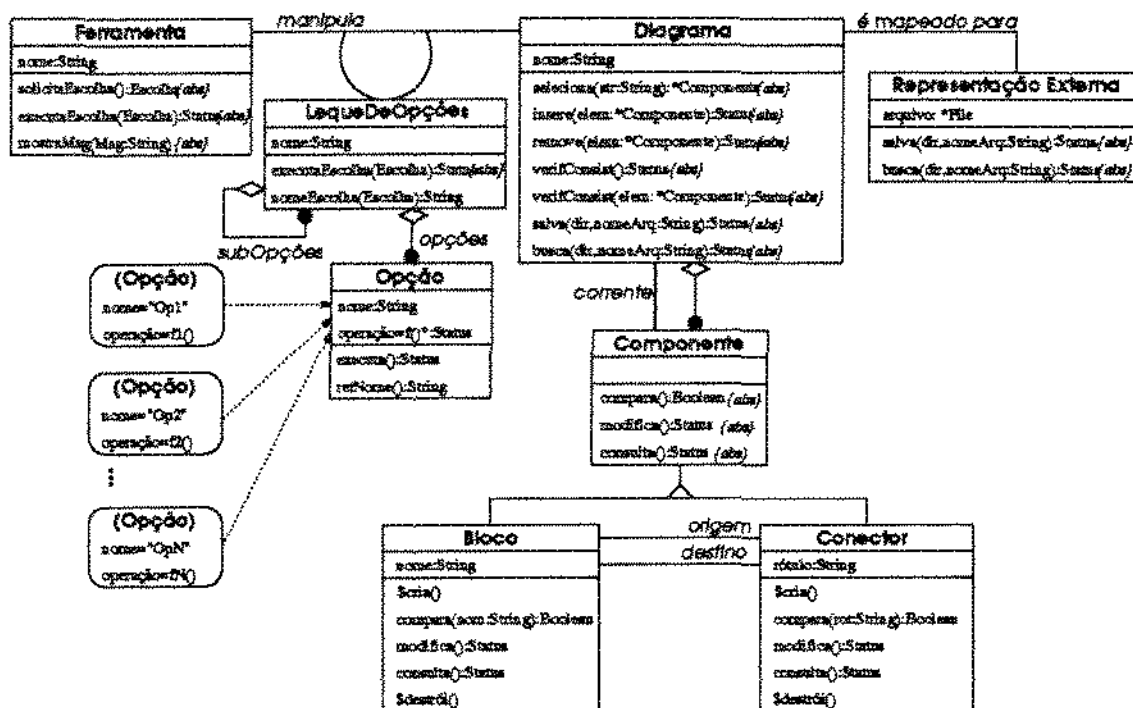 manipula
Ferramenta
nome:String
solicitaEscolha():Escolha{abs}
executaEscolha(Escolha):Status{abs}
mostraMsg(Msg:String){abs}
LequeDeOpções
nome:String
executaEscolha(Escolha):Status{abs}
nomeEscolha(Escolha):String
subOpções
opções
Diagrama
nome:String
seleciona(str:String): *Componente{abs}
insere(elem:*Componente):Status{abs}
remove(elem:*Componente):Status{abs}
verifConsist():Status{abs}
verifConsist(elem: *Componente):Status{abs}
salva(dir,nomeArq:String):Status{abs}
busca(dir,nomeArq:String):Status{abs}
é mapeado para
Representação Externa
arquivo: *File
salva(dir,nomeArq:String):Status{abs}
busca(dir,nomeArq:String):Status{abs}
(Opção)
nome="Op1"
operação=f1()
(Opção)
nome="Op2"
operação=f2()
(Opção)
nome="OpN"
operação=fN()
Opção
nome:String
operação=f()* :Status
executa():Status
retNome():String
corrente
Componente
compara():Boolean {abs}
modifica():Status {abs}
consulta():Status {abs}
Bloco
nome:String
$cria()
compara(nom:String):Boolean
modifica():Status
consulta():Status
$destrói()
origem
destino
Conector
rótulo:String
$cria()
compara(rot:String):Boolean
modifica():Status
consulta():Status
$destrói()